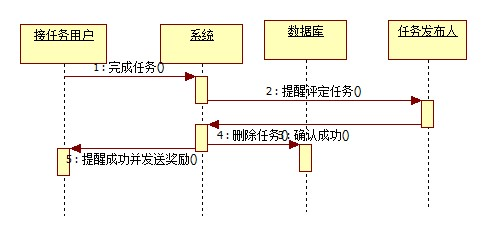 接任务用户
系统
数据库
任务发布人
1：完成任务()
2：提醒评定任务()
3：确认成功()
4：删除任务()
5：提醒成功并发送奖励()